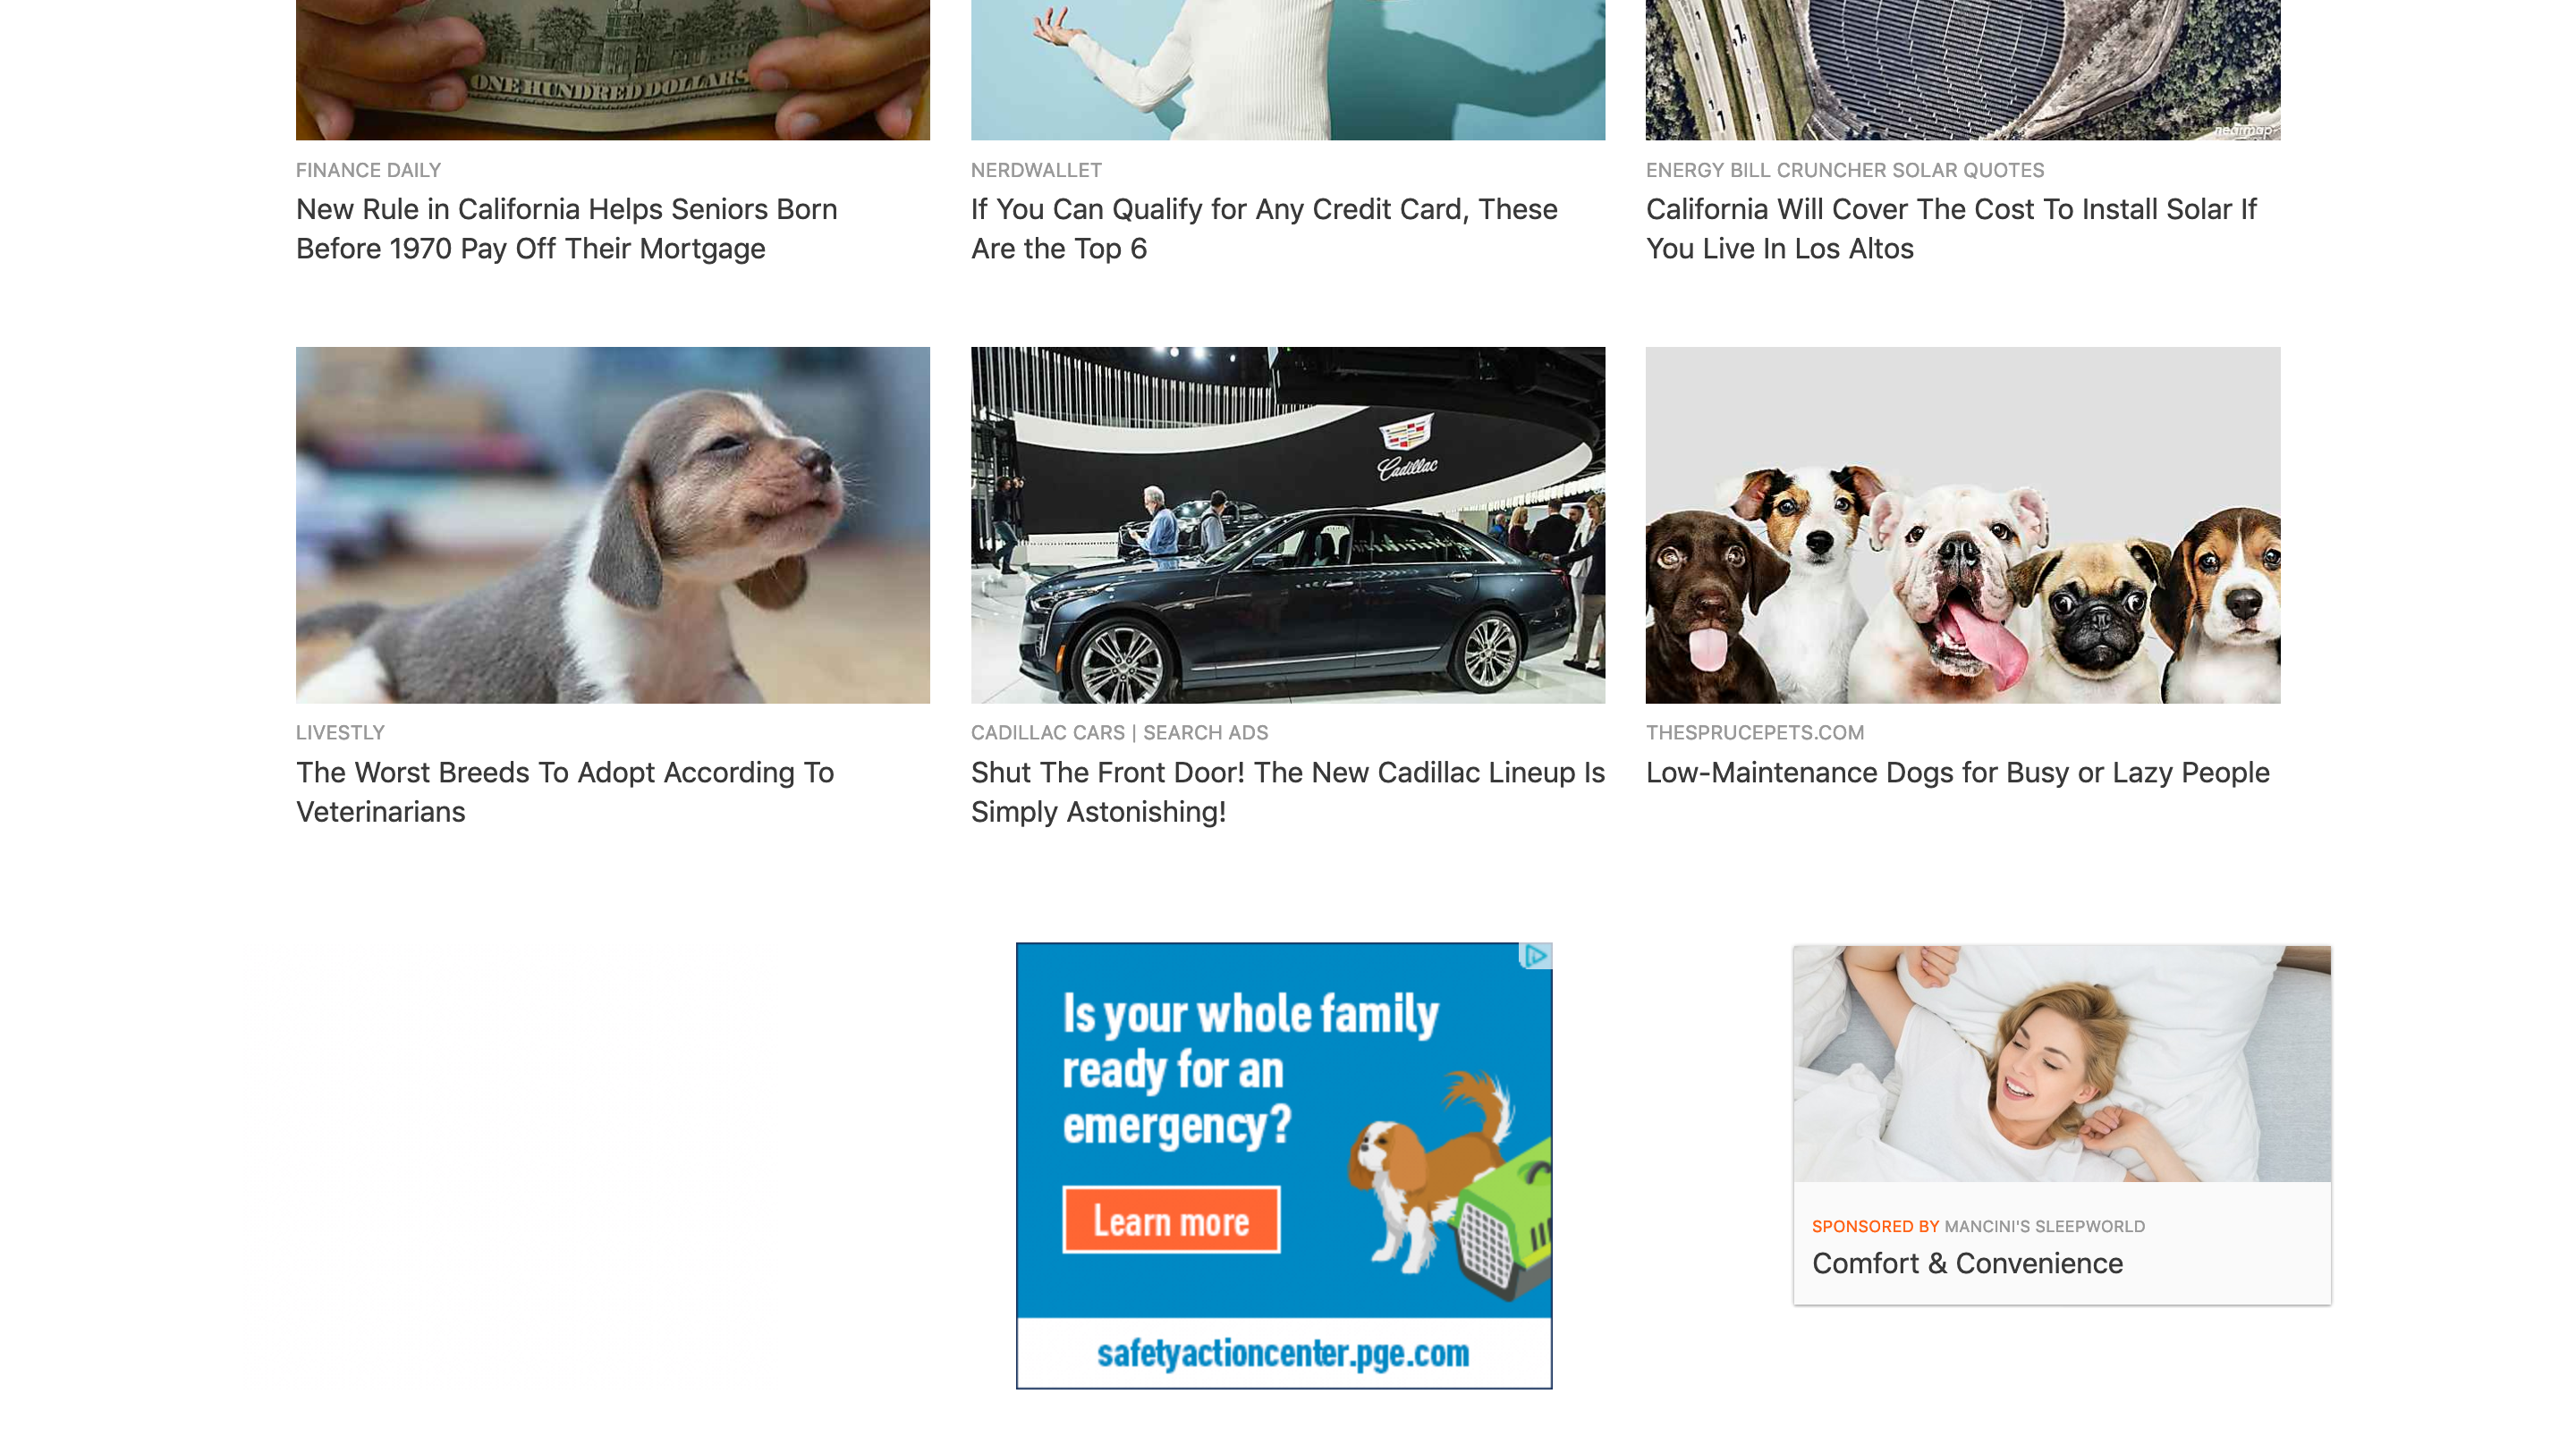 ONE HUNDRED DOLLARS
nearmap
FINANCE DAILY
New Rule in California Helps Seniors Born
Before 1970 Pay Off Their Mortgage
NERDWALLET
If You Can Qualify for Any Credit Card, These
Are the Top 6
ENERGY BILL CRUNCHER SOLAR QUOTES
California Will Cover The Cost To Install Solar If
You Live In Los Altos
Cadillac
LIVESTLY
The Worst Breeds To Adopt According To
Veterinarians
CADILLAC CARS | SEARCH ADS
Shut The Front Door! The New Cadillac Lineup Is
Simply Astonishing!
THESPRUCEPETS.COM
Low-Maintenance Dogs for Busy or Lazy People
Is your whole family
ready for an
emergency?
Learn more
safetyactioncenter.pge.com
SPONSORED BY MANCINI'S SLEEPWORLD
Comfort & Convenience